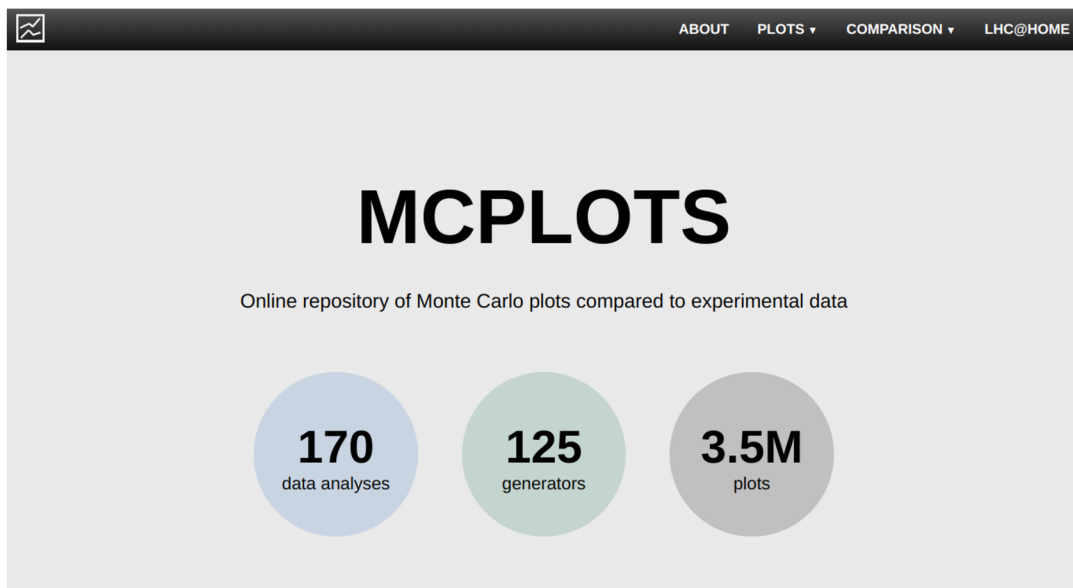 ABOUT PLOTS ▾ COMPARISON ▾ LHC@HOME
MCPLOTS
Online repository of Monte Carlo plots compared to experimental data
170 125 3.5M
data analyses generators plots